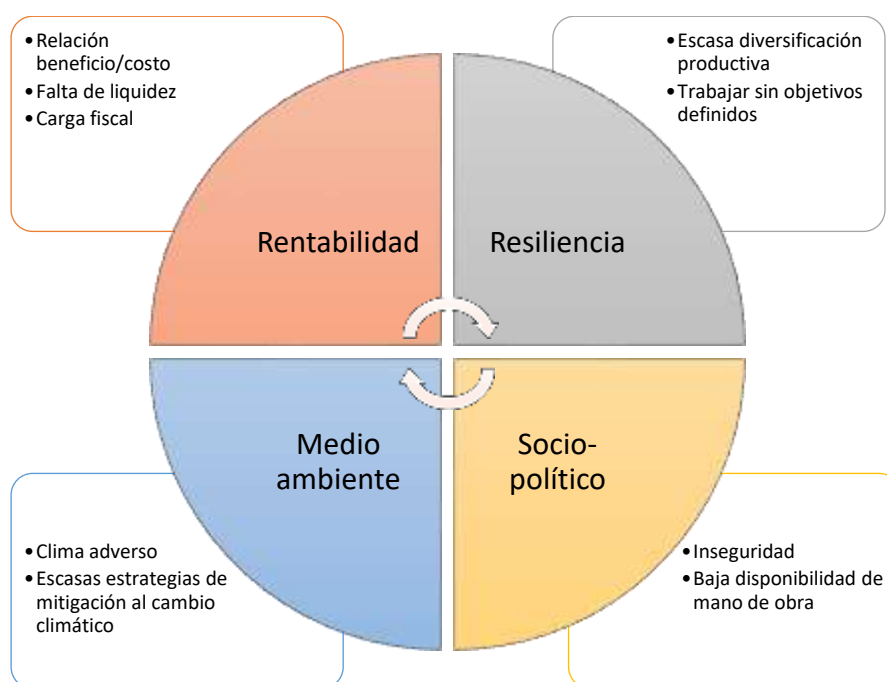 •Relación
beneficio/costo
•Falta de liquidez
•Carga fiscal
•Escasa diversificación
productiva
•Trabajar sin objetivos
definidos
Rentabilidad
Resiliencia
Medio
ambiente
Socio-
político
•Clima adverso
•Escasas estrategias de
mitigación al cambio
climático
•Inseguridad
•Baja disponibilidad de
mano de obra